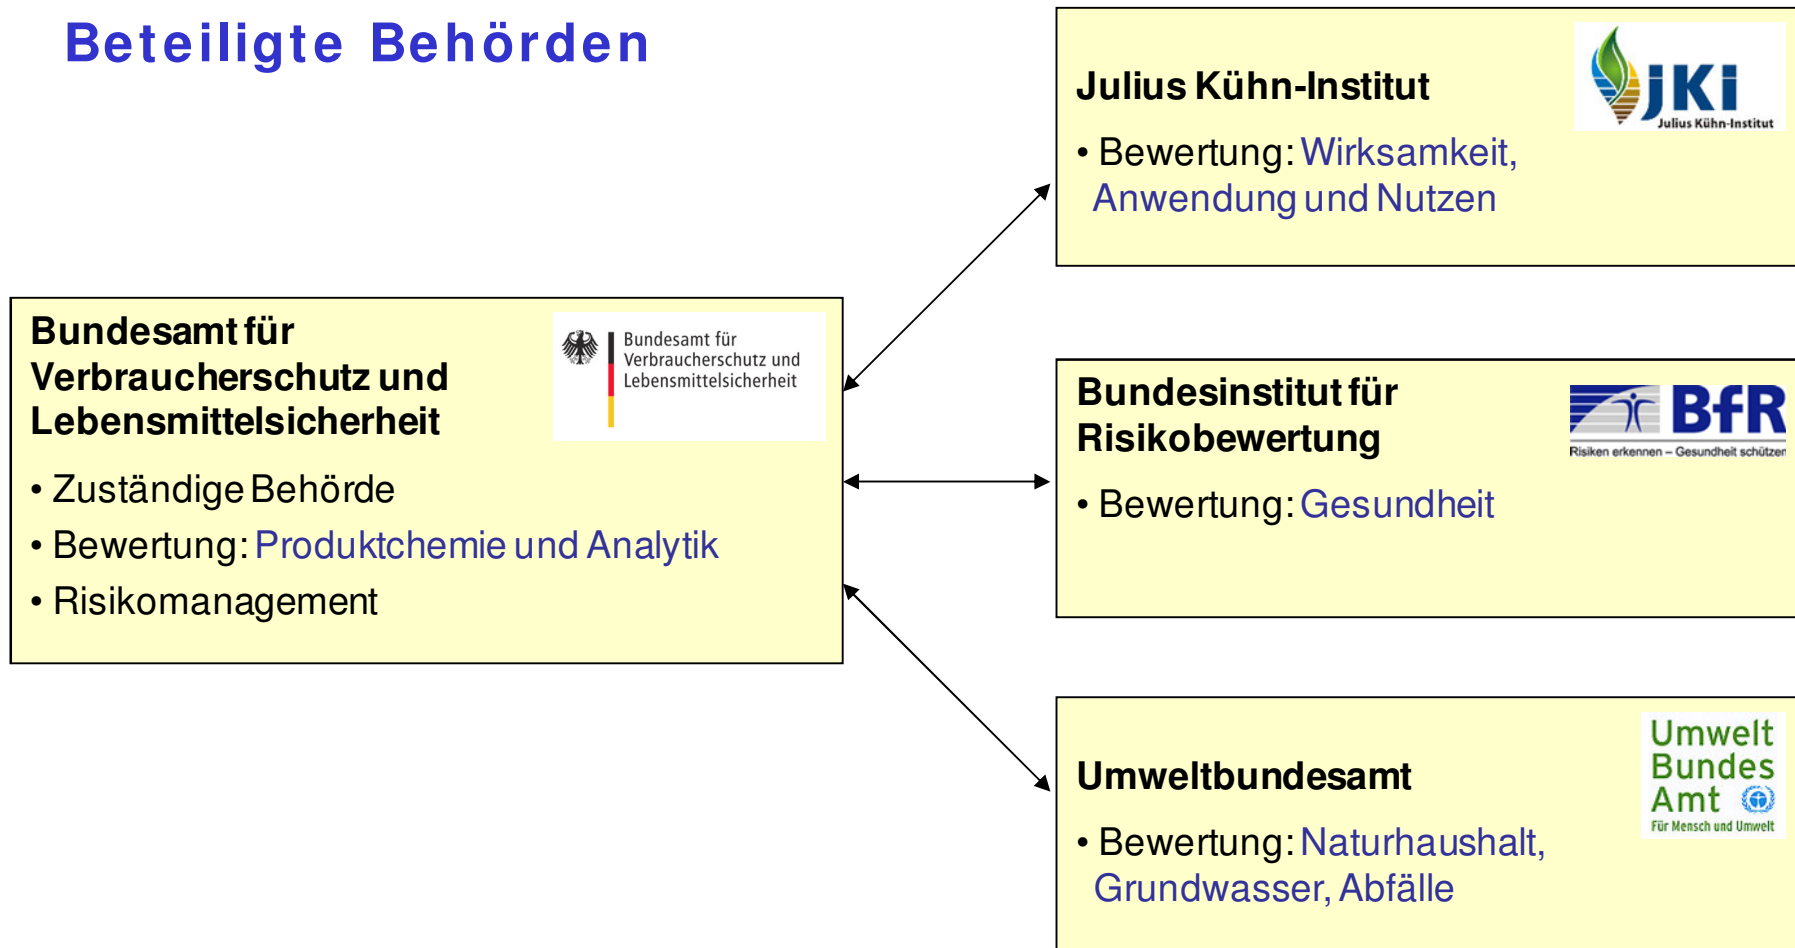 Beteiligte Behörden
Bundesamt für
Verbraucherschutz und
Lebensmittelsicherheit
Bundesamt für
Verbraucherschutz und
Lebensmittelsicherheit
• Zuständige Behörde
• Bewertung: Produktchemie und Analytik
• Risikomanagement
Julius Kühn-Institut
JKI
Julius Kühn-Institut
• Bewertung: Wirksamkeit,
Anwendung und Nutzen
Bundesinstitut für
Risikobewertung
BfR
Risiken erkennen – Gesundheit schützen
• Bewertung: Gesundheit
Umweltbundesamt
Umwelt
Bundes
Amt
Für Mensch und Umwelt
• Bewertung: Naturhaushalt,
Grundwasser, Abfälle